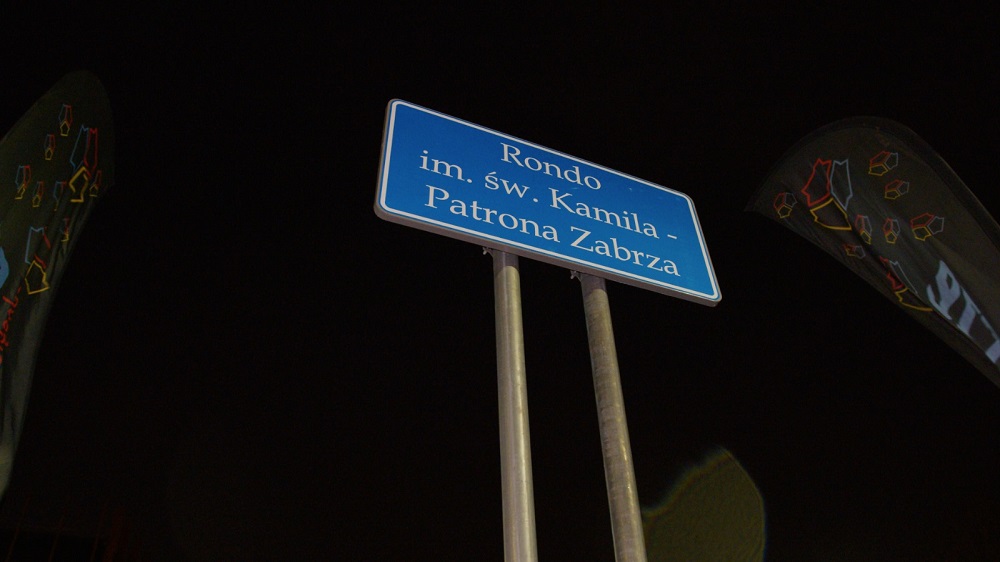 Rondo
im. św. Kamila -
Patrona Zabrza